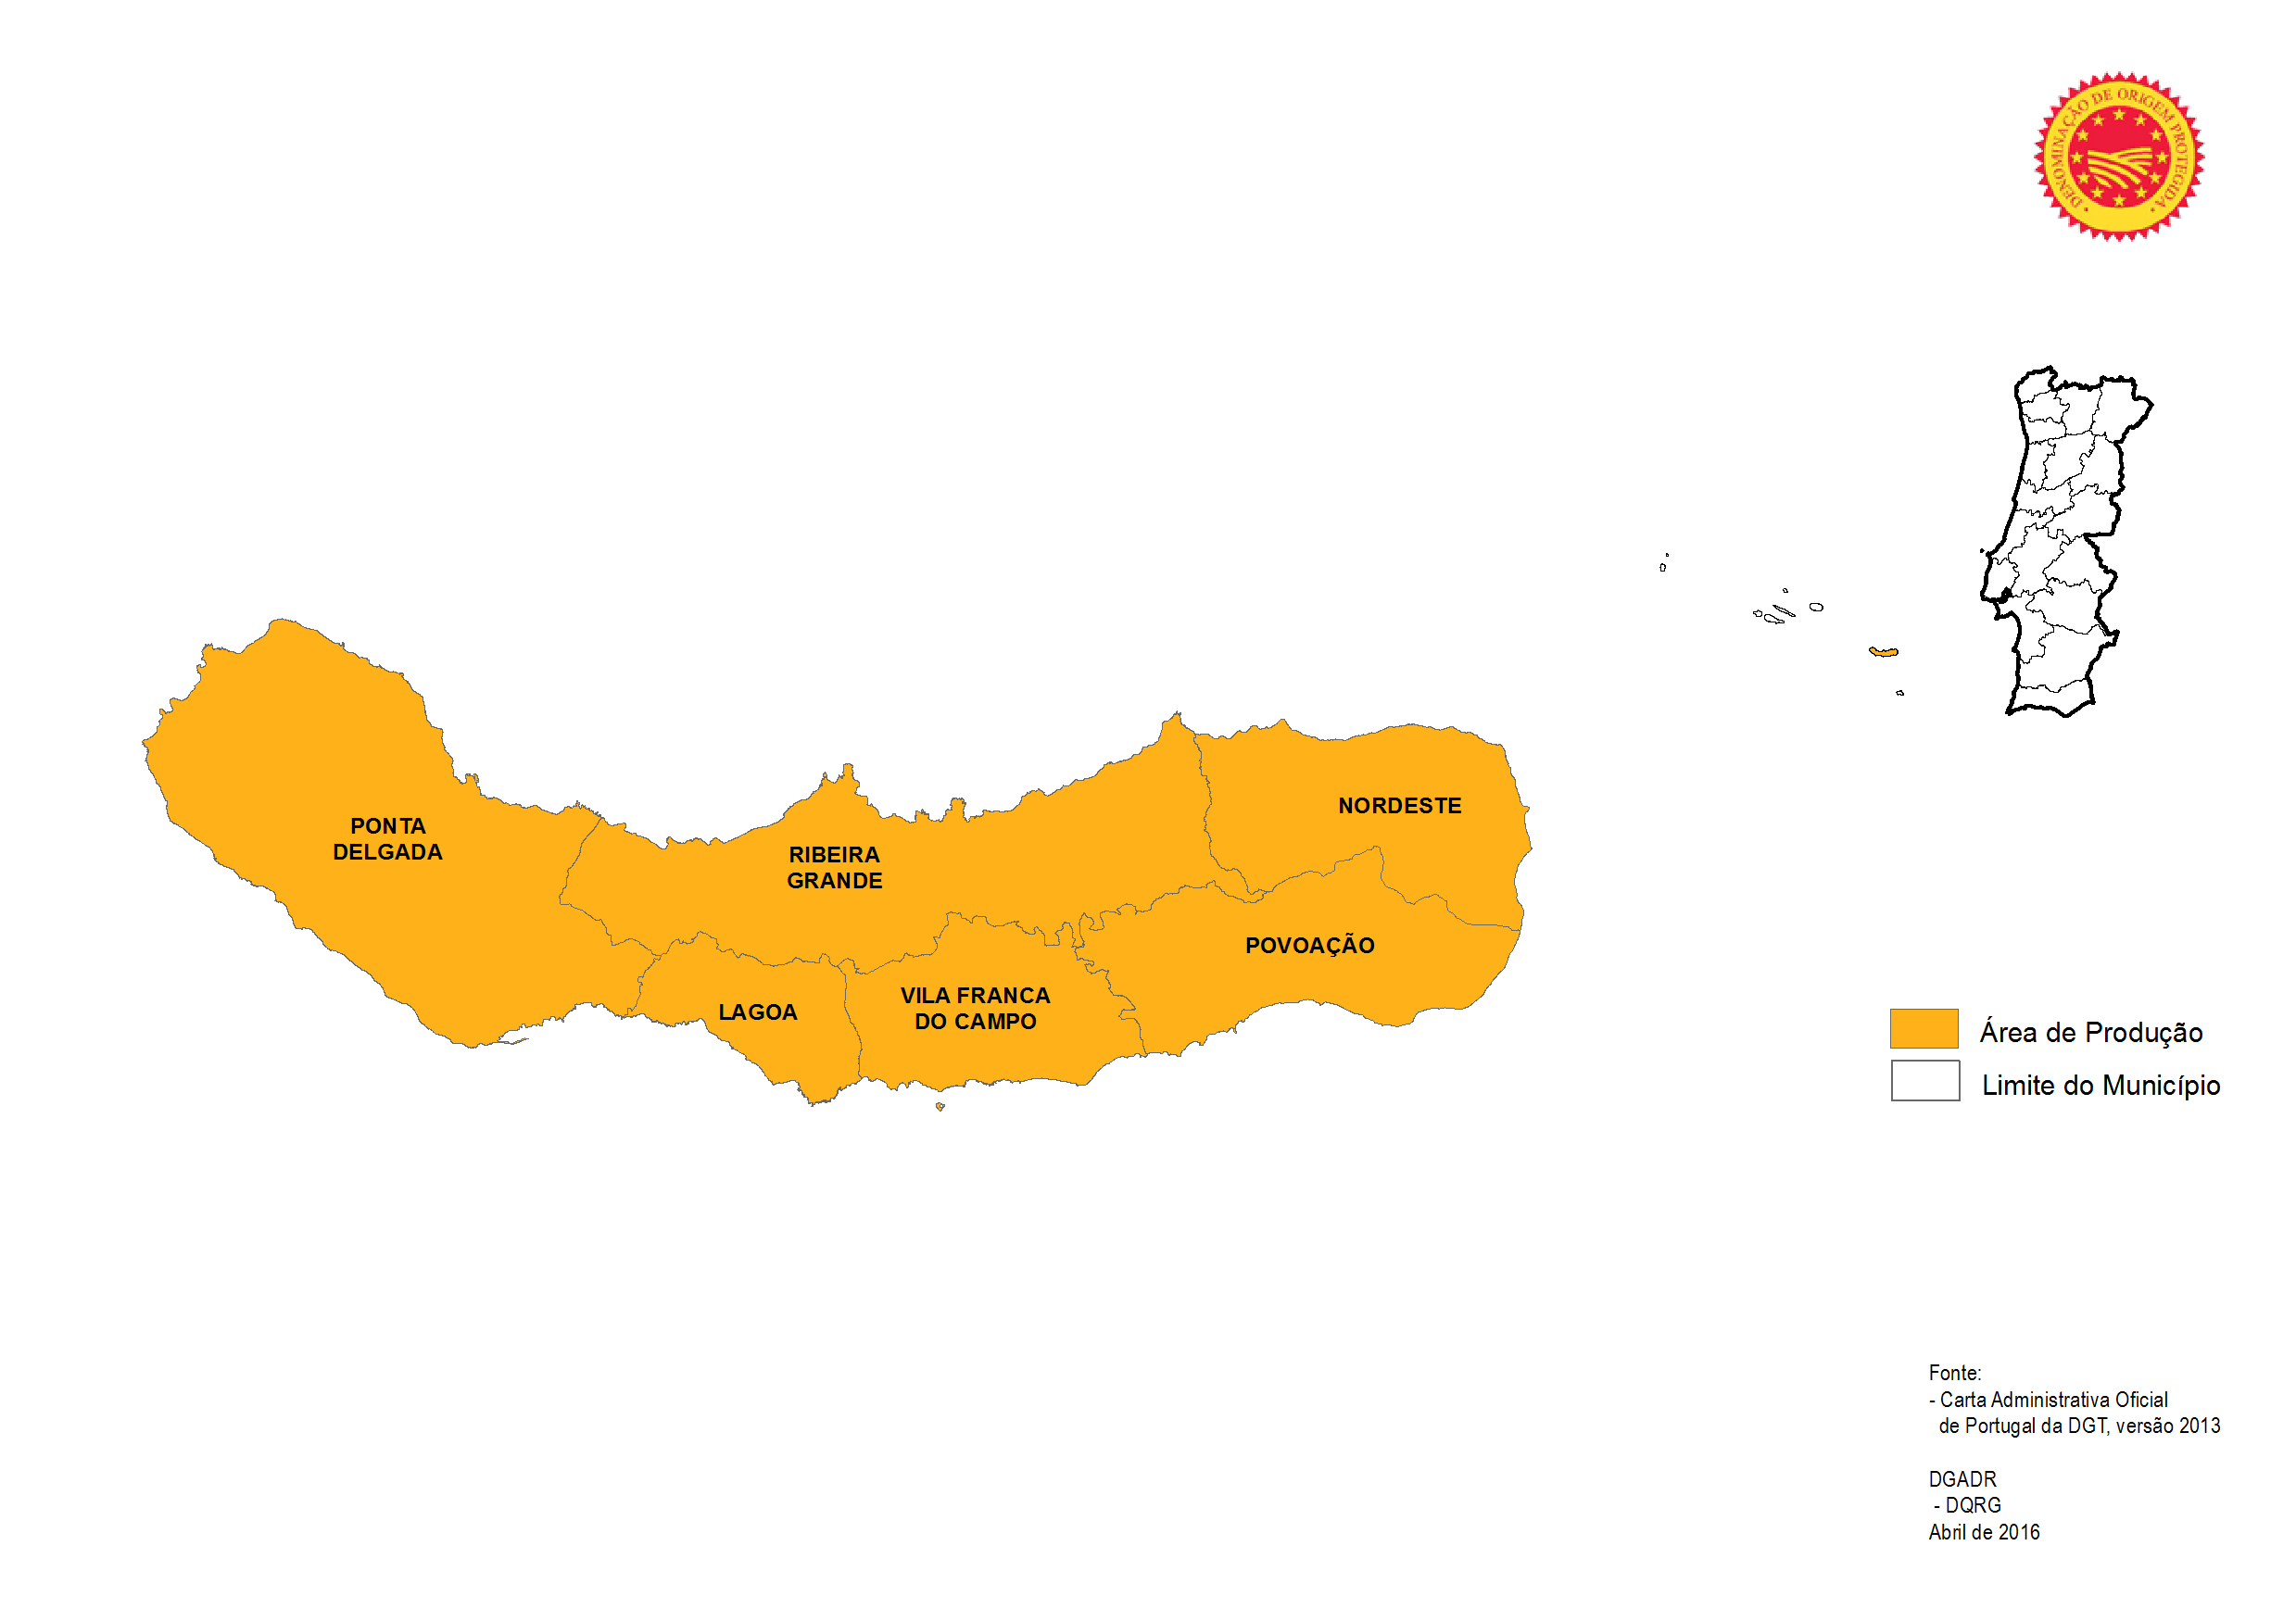 DENOMINAÇÃO DE ORIGEM PROTEGIDA
PONTA
DELGADA
RIBEIRA
GRANDE
NORDESTE
POVOAÇÃO
LAGOA
VILA FRANCA
DO CAMPO
Área de Produção
Limite do Município
Fonte:
- Carta Administrativa Oficial
de Portugal da DGT, versão 2013
DGADR
- DQRG
Abril de 2016